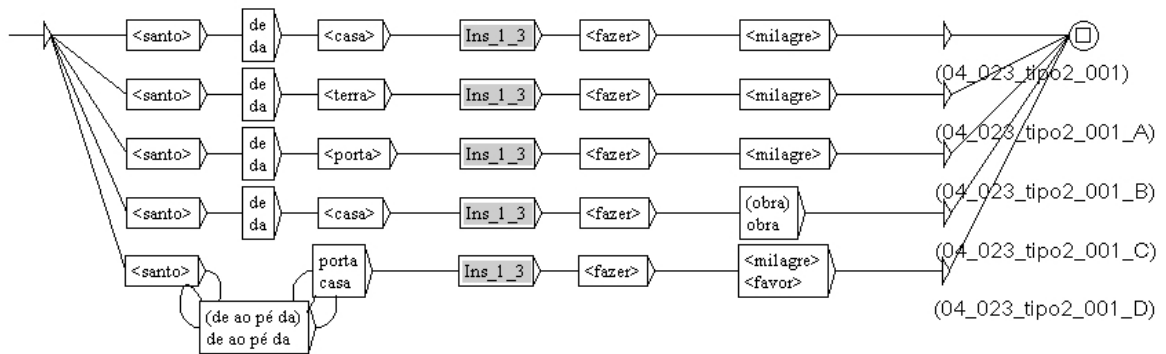 <santo> de da <casa> Ins_1_3 <fazer> <milagre>
(04_023_tipo2_001)
<santo> de da <terra> Ins_1_3 <fazer> <milagre>
(04_023_tipo2_001_A)
<santo> de da <porta> Ins_1_3 <fazer> <milagre>
(04_023_tipo2_001_B)
<santo> de da <casa> Ins_1_3 <fazer> (obra) obra
(04_023_tipo2_001_C)
<santo> porta casa Ins_1_3 <fazer> <milagre> <favor>
(de ao pé da)
de ao pé da
(04_023_tipo2_001_D)